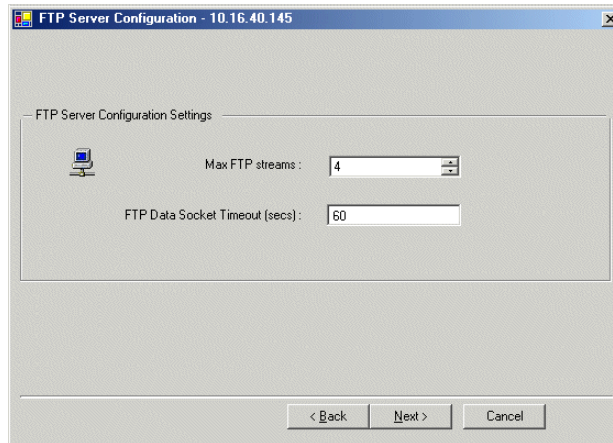 FTP Server Configuration - 10.16.40.145
FTP Server Configuration Settings
Max FTP streams : 4
FTP Data Socket Timeout (secs) : 60
< Back Next > Cancel